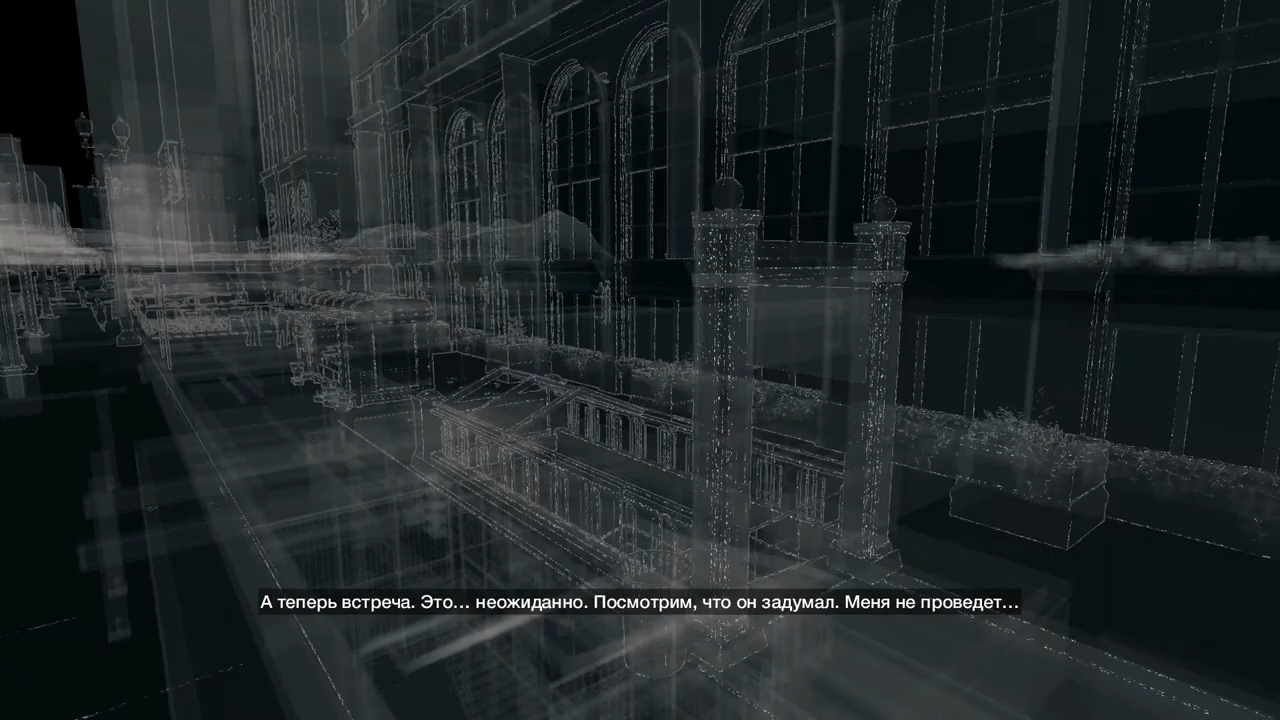 А теперь встреча. Это... неожиданно. Посмотрим, что он задумал. Меня не проведет...